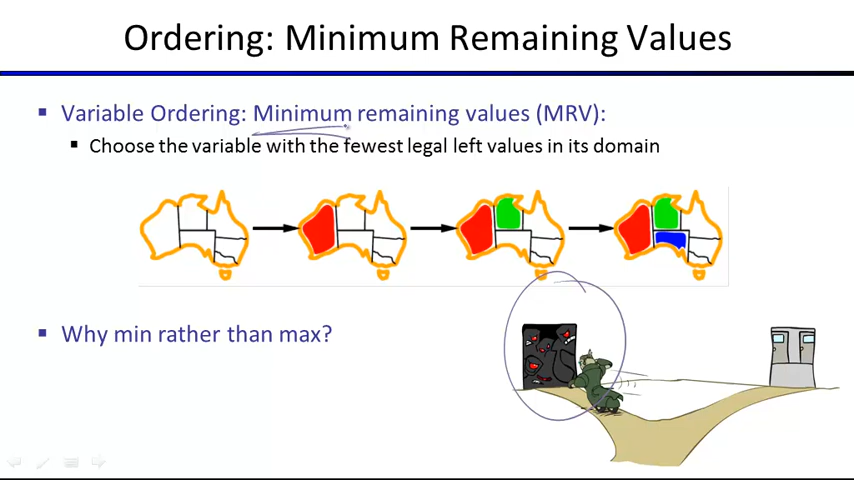 Ordering: Minimum Remaining Values
Variable Ordering: Minimum remaining values (MRV):
Choose the variable with the fewest legal left values in its domain
Why min rather than max?